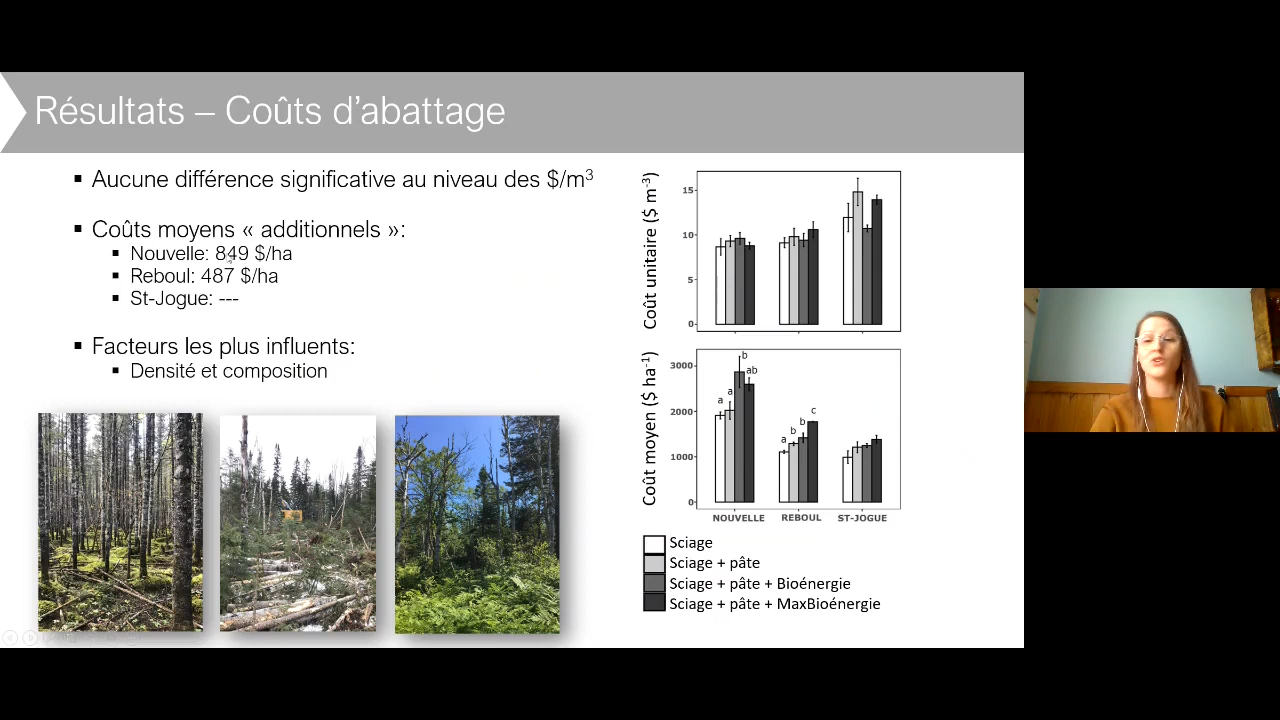 Résultats – Coûts d'abattage
▪ Aucune différence significative au niveau des $/m³
▪ Coûts moyens « additionnels »:
▪ Nouvelle: 849 $/ha
▪ Reboul: 487 $/ha
▪ St-Jogue: ---
▪ Facteurs les plus influents:
▪ Densité et composition
Coût unitaire ($ m⁻³)
15
10
5
0
Coût moyen ($ ha⁻¹)
3000
2000
1000
0
a
a
b
ab
a
b
b
c
NOUVELLE REBOUL ST-JOGUE
Sciage
Sciage + pâte
Sciage + pâte + Bioénergie
Sciage + pâte + MaxBioénergie